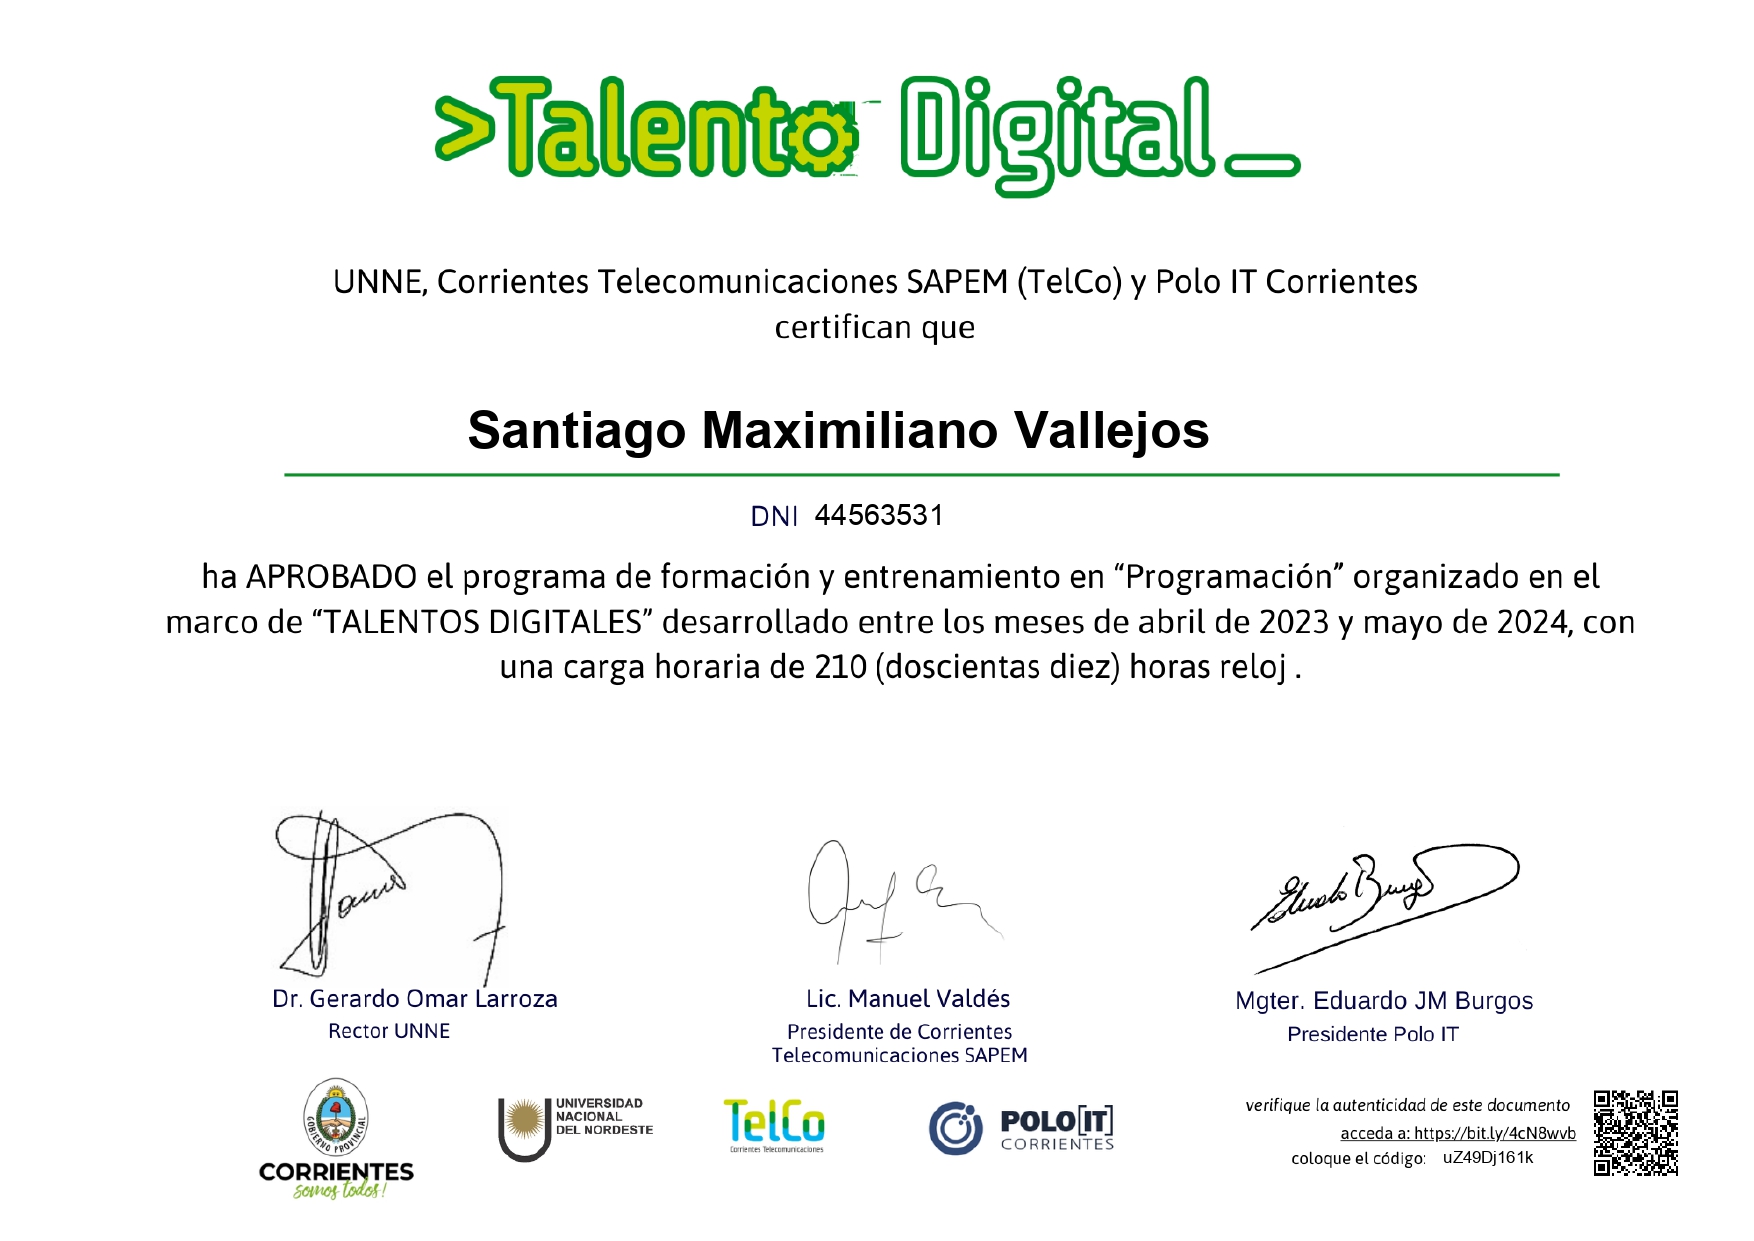 >Talento Digital_
UNNE, Corrientes Telecomunicaciones SAPEM (TelCo) y Polo IT Corrientes
certifican que
Santiago Maximiliano Vallejos
DNI 44563531
ha APROBADO el programa de formación y entrenamiento en “Programación” organizado en el
marco de “TALENTOS DIGITALES” desarrollado entre los meses de abril de 2023 y mayo de 2024, con
una carga horaria de 210 (doscientas diez) horas reloj .
Dr. Gerardo Omar Larroza
Rector UNNE
Lic. Manuel Valdés
Presidente de Corrientes
Telecomunicaciones SAPEM
Mgter. Eduardo JM Burgos
Presidente Polo IT
GOBIERNO PROVINCIAL
CORRIENTES
somos todos!
UNIVERSIDAD
NACIONAL
DEL NORDESTE
TelCo
Corrientes Telecomunicaciones
POLO[IT]
CORRIENTES
verifique la autenticidad de este documento
acceda a: https://bit.ly/4cN8wvb
coloque el código: uZ49Dj161k